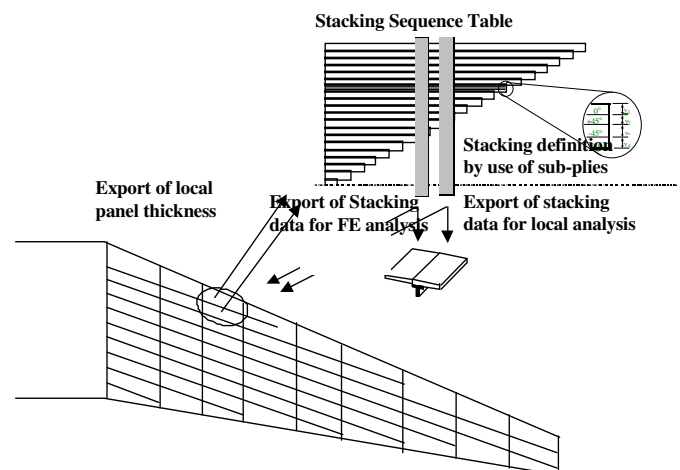 Stacking Sequence Table
0°
+45°
-45°
Stacking definition
by use of sub-plies
Export of local
panel thickness
Export of Stacking
data for FE analysis
Export of stacking
data for local analysis